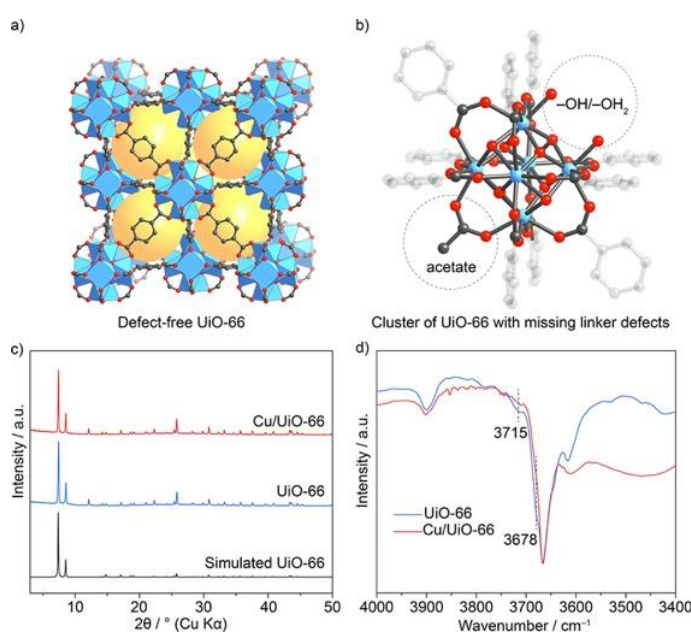 a)
b)
–OH/–OH₂
acetate
Defect-free UiO-66
Cluster of UiO-66 with missing linker defects
c)
d)
Intensity / a.u.
Cu/UiO-66
UiO-66
Simulated UiO-66
10 20 30 40 50
2θ / ° (Cu Kα)
Intensity / a.u.
3715
3678
UiO-66
Cu/UiO-66
4000 3900 3800 3700 3600 3500 3400
Wavenumber / cm⁻¹